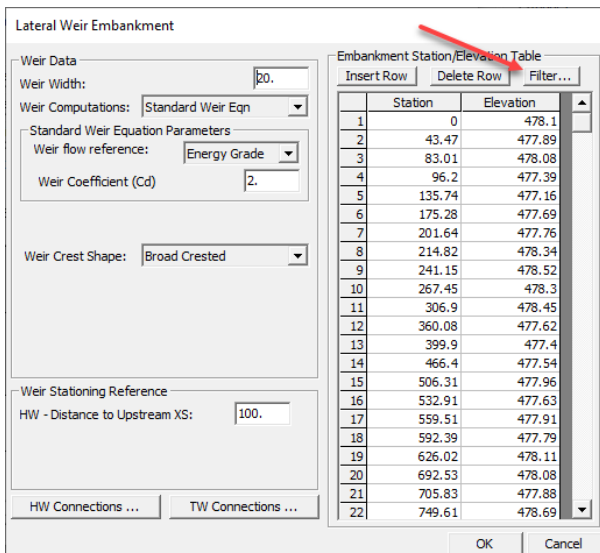 Lateral Weir Embankment
Weir Data
Weir Width: 20.
Weir Computations: Standard Weir Eqn
Standard Weir Equation Parameters
Weir flow reference: Energy Grade
Weir Coefficient (Cd) 2.
Weir Crest Shape: Broad Crested
Weir Stationing Reference
HW - Distance to Upstream XS: 100.
HW Connections ... TW Connections ...
Embankment Station/Elevation Table
Insert Row Delete Row Filter...
Station Elevation
1 0 478.1
2 43.47 477.89
3 83.01 478.08
4 96.2 477.39
5 135.74 477.16
6 175.28 477.69
7 201.64 477.76
8 214.82 478.34
9 241.15 478.52
10 267.45 478.3
11 306.9 478.45
12 360.08 477.62
13 399.9 477.4
14 466.4 477.54
15 506.31 477.96
16 532.91 477.63
17 559.51 477.91
18 592.39 477.79
19 626.02 478.11
20 692.53 478.08
21 705.83 477.88
22 749.61 478.69
OK Cancel